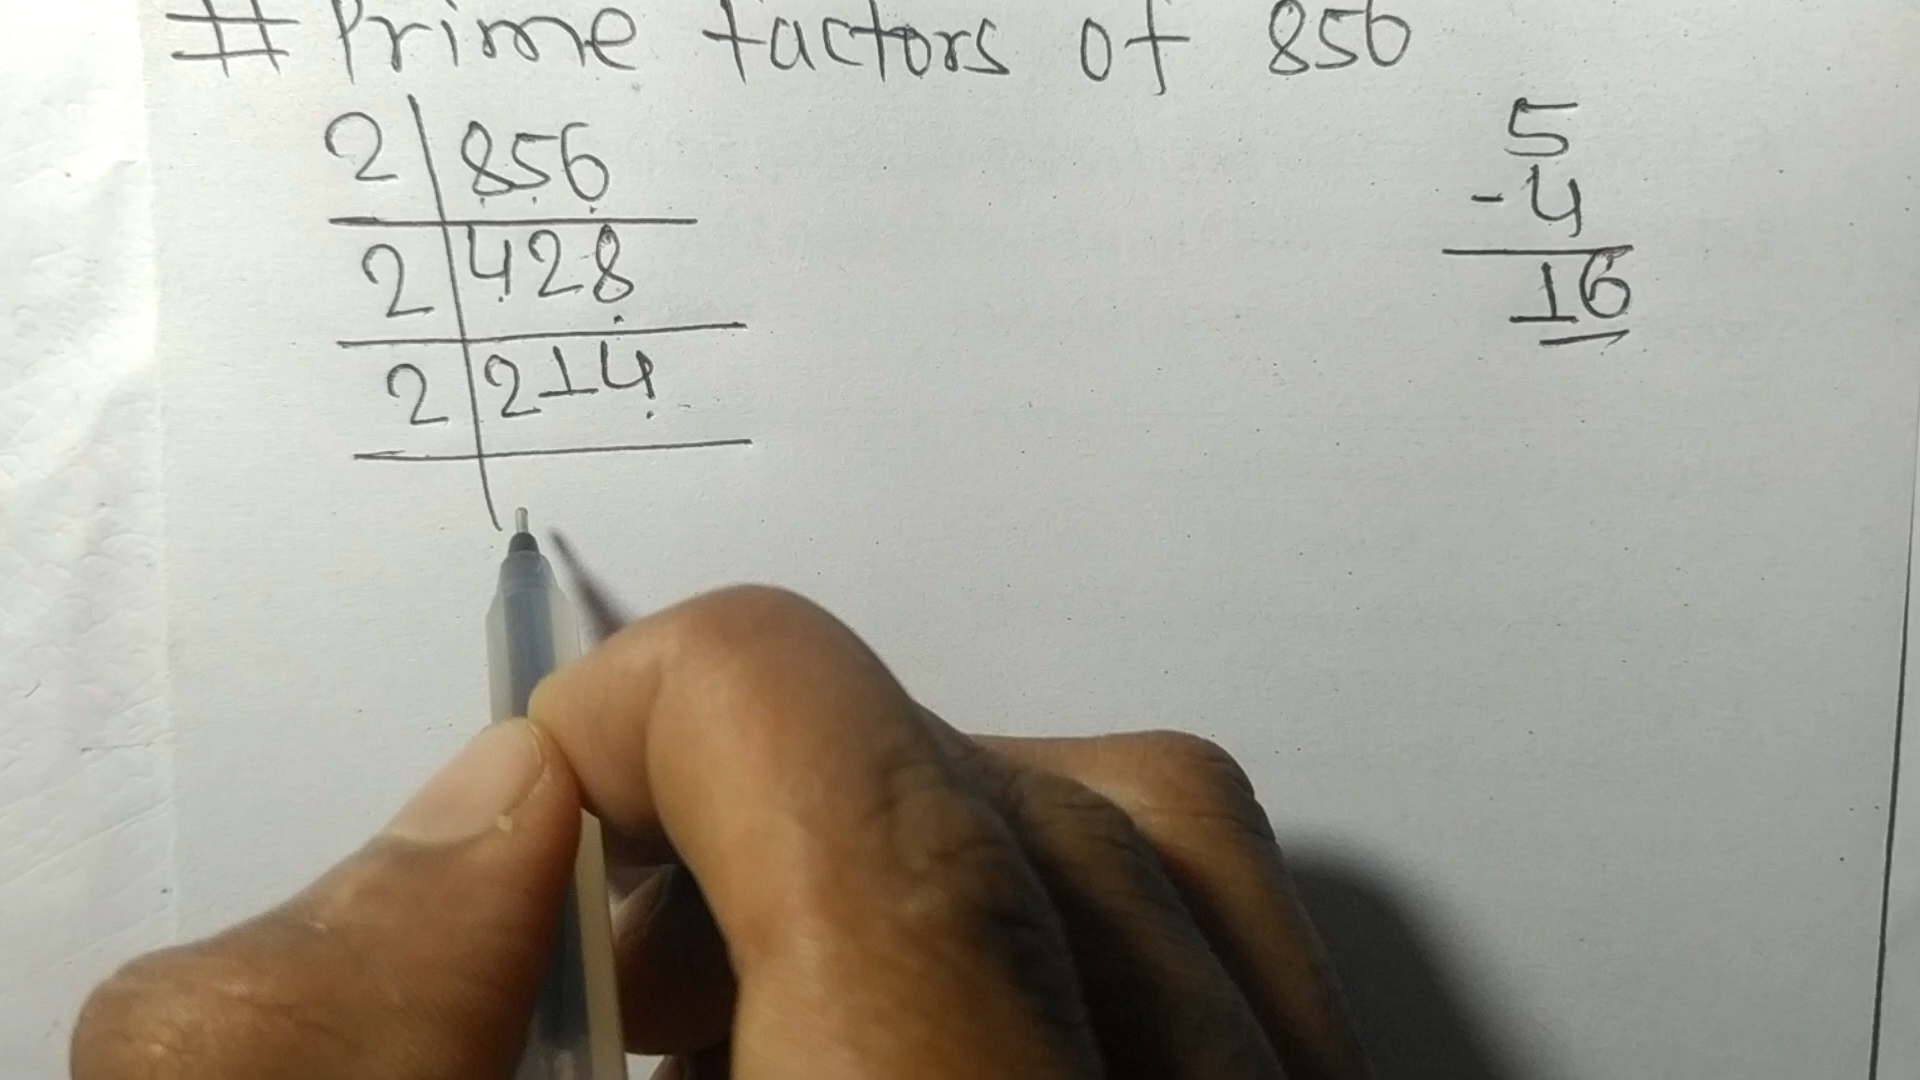 # Prime factors of 856
2 | 856
2 | 428
2 | 214
5
- 4
16